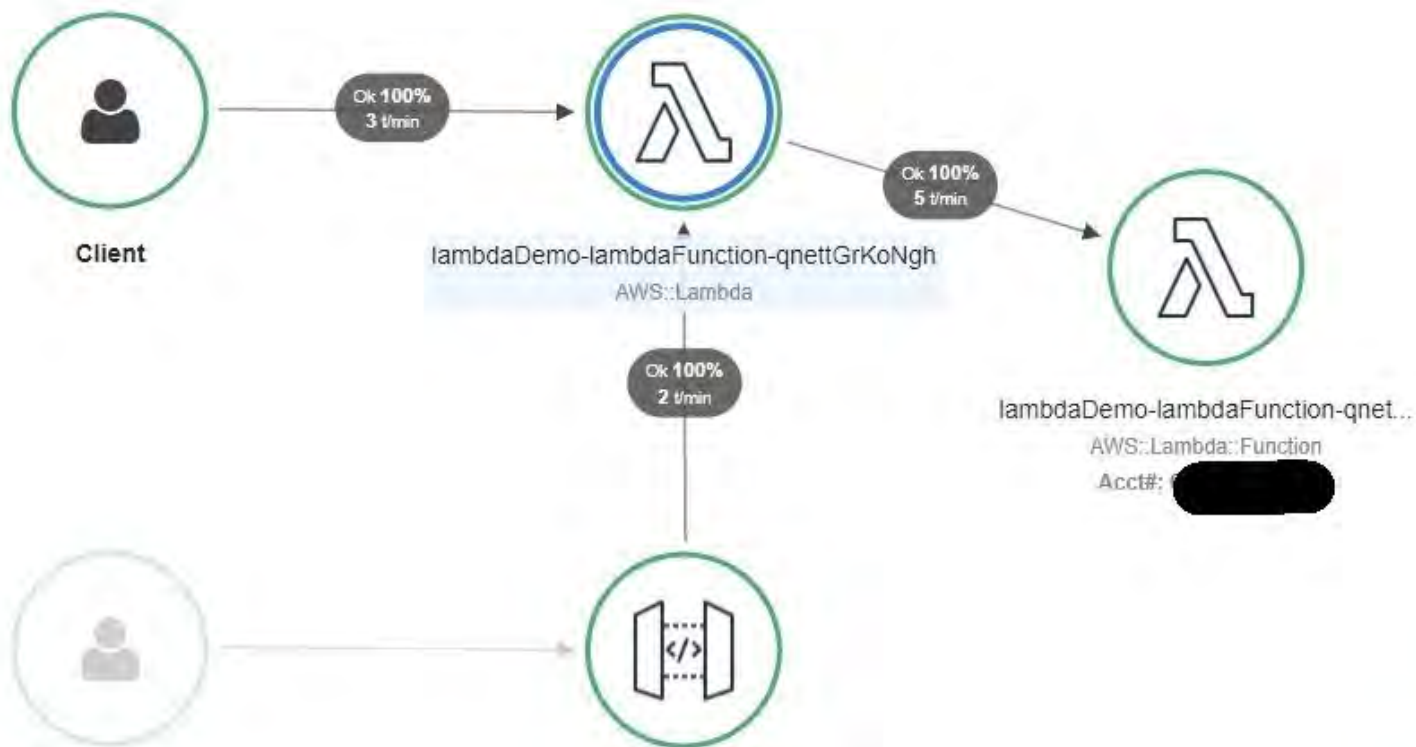 Ok 100%
3 t/min
Client
lambdaDemo-lambdaFunction-qnettGrKoNgh
AWS::Lambda
Ok 100%
5 t/min
Ok 100%
2 t/min
lambdaDemo-lambdaFunction-qnet...
AWS::Lambda::Function
Acct#:
</>